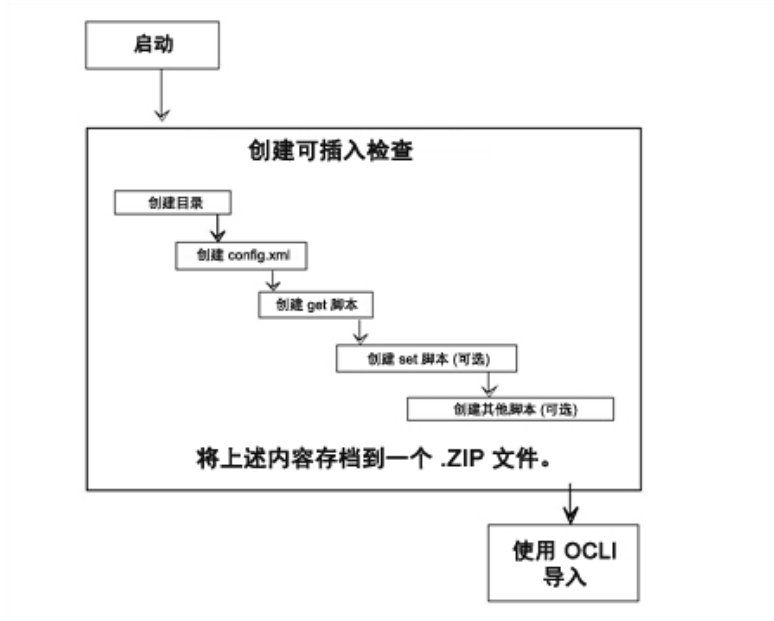 启动
创建可插入检查
创建目录
创建 config.xml
创建 get 脚本
创建 set 脚本 (可选)
创建其他脚本 (可选)
将上述内容存档到一个 .ZIP 文件。
使用 OCLI
导入